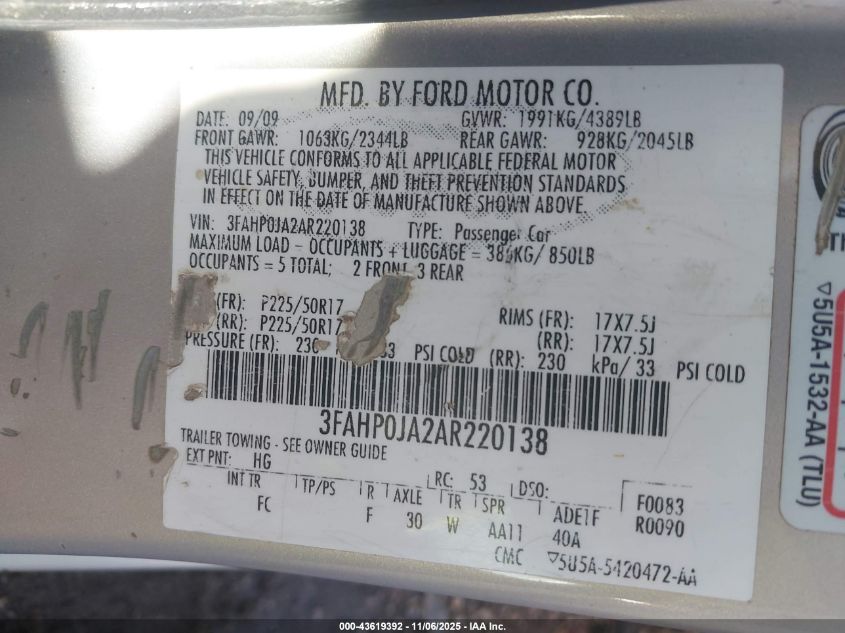 MFD. BY FORD MOTOR CO.
DATE: 09/09 GVWR: 1991KG/4389LB
FRONT GAWR: 1063KG/2344LB REAR GAWR: 928KG/2045LB
THIS VEHICLE CONFORMS TO ALL APPLICABLE FEDERAL MOTOR
VEHICLE SAFETY, BUMPER, AND THEFT PREVENTION STANDARDS
IN EFFECT ON THE DATE OF MANUFACTURE SHOWN ABOVE.
VIN: 3FAHP0JA2AR220138 TYPE: Passenger Car
MAXIMUM LOAD - OCCUPANTS + LUGGAGE = 385KG/ 850LB
OCCUPANTS = 5 TOTAL; 2 FRONT 3 REAR
(FR): P225/50R17 RIMS (FR): 17X7.5J
(RR): P225/50R17 (RR): 17X7.5J
PRESSURE (FR): 230 PSI COLD (RR): 230 kPa/ 33 PSI COLD
3FAHP0JA2AR220138
TRAILER TOWING - SEE OWNER GUIDE
EXT PNT: HG RC: 53 DSO: F0083
INT TR TP/PS R AXLE TR SPR R0090
FC F 30 W AA11 ADE1F
40A
CMC ▽5U5A-5420472-AA
▽5U5A-1532-AA (TLU)
000-43619392 - 11/06/2025 - IAA Inc.